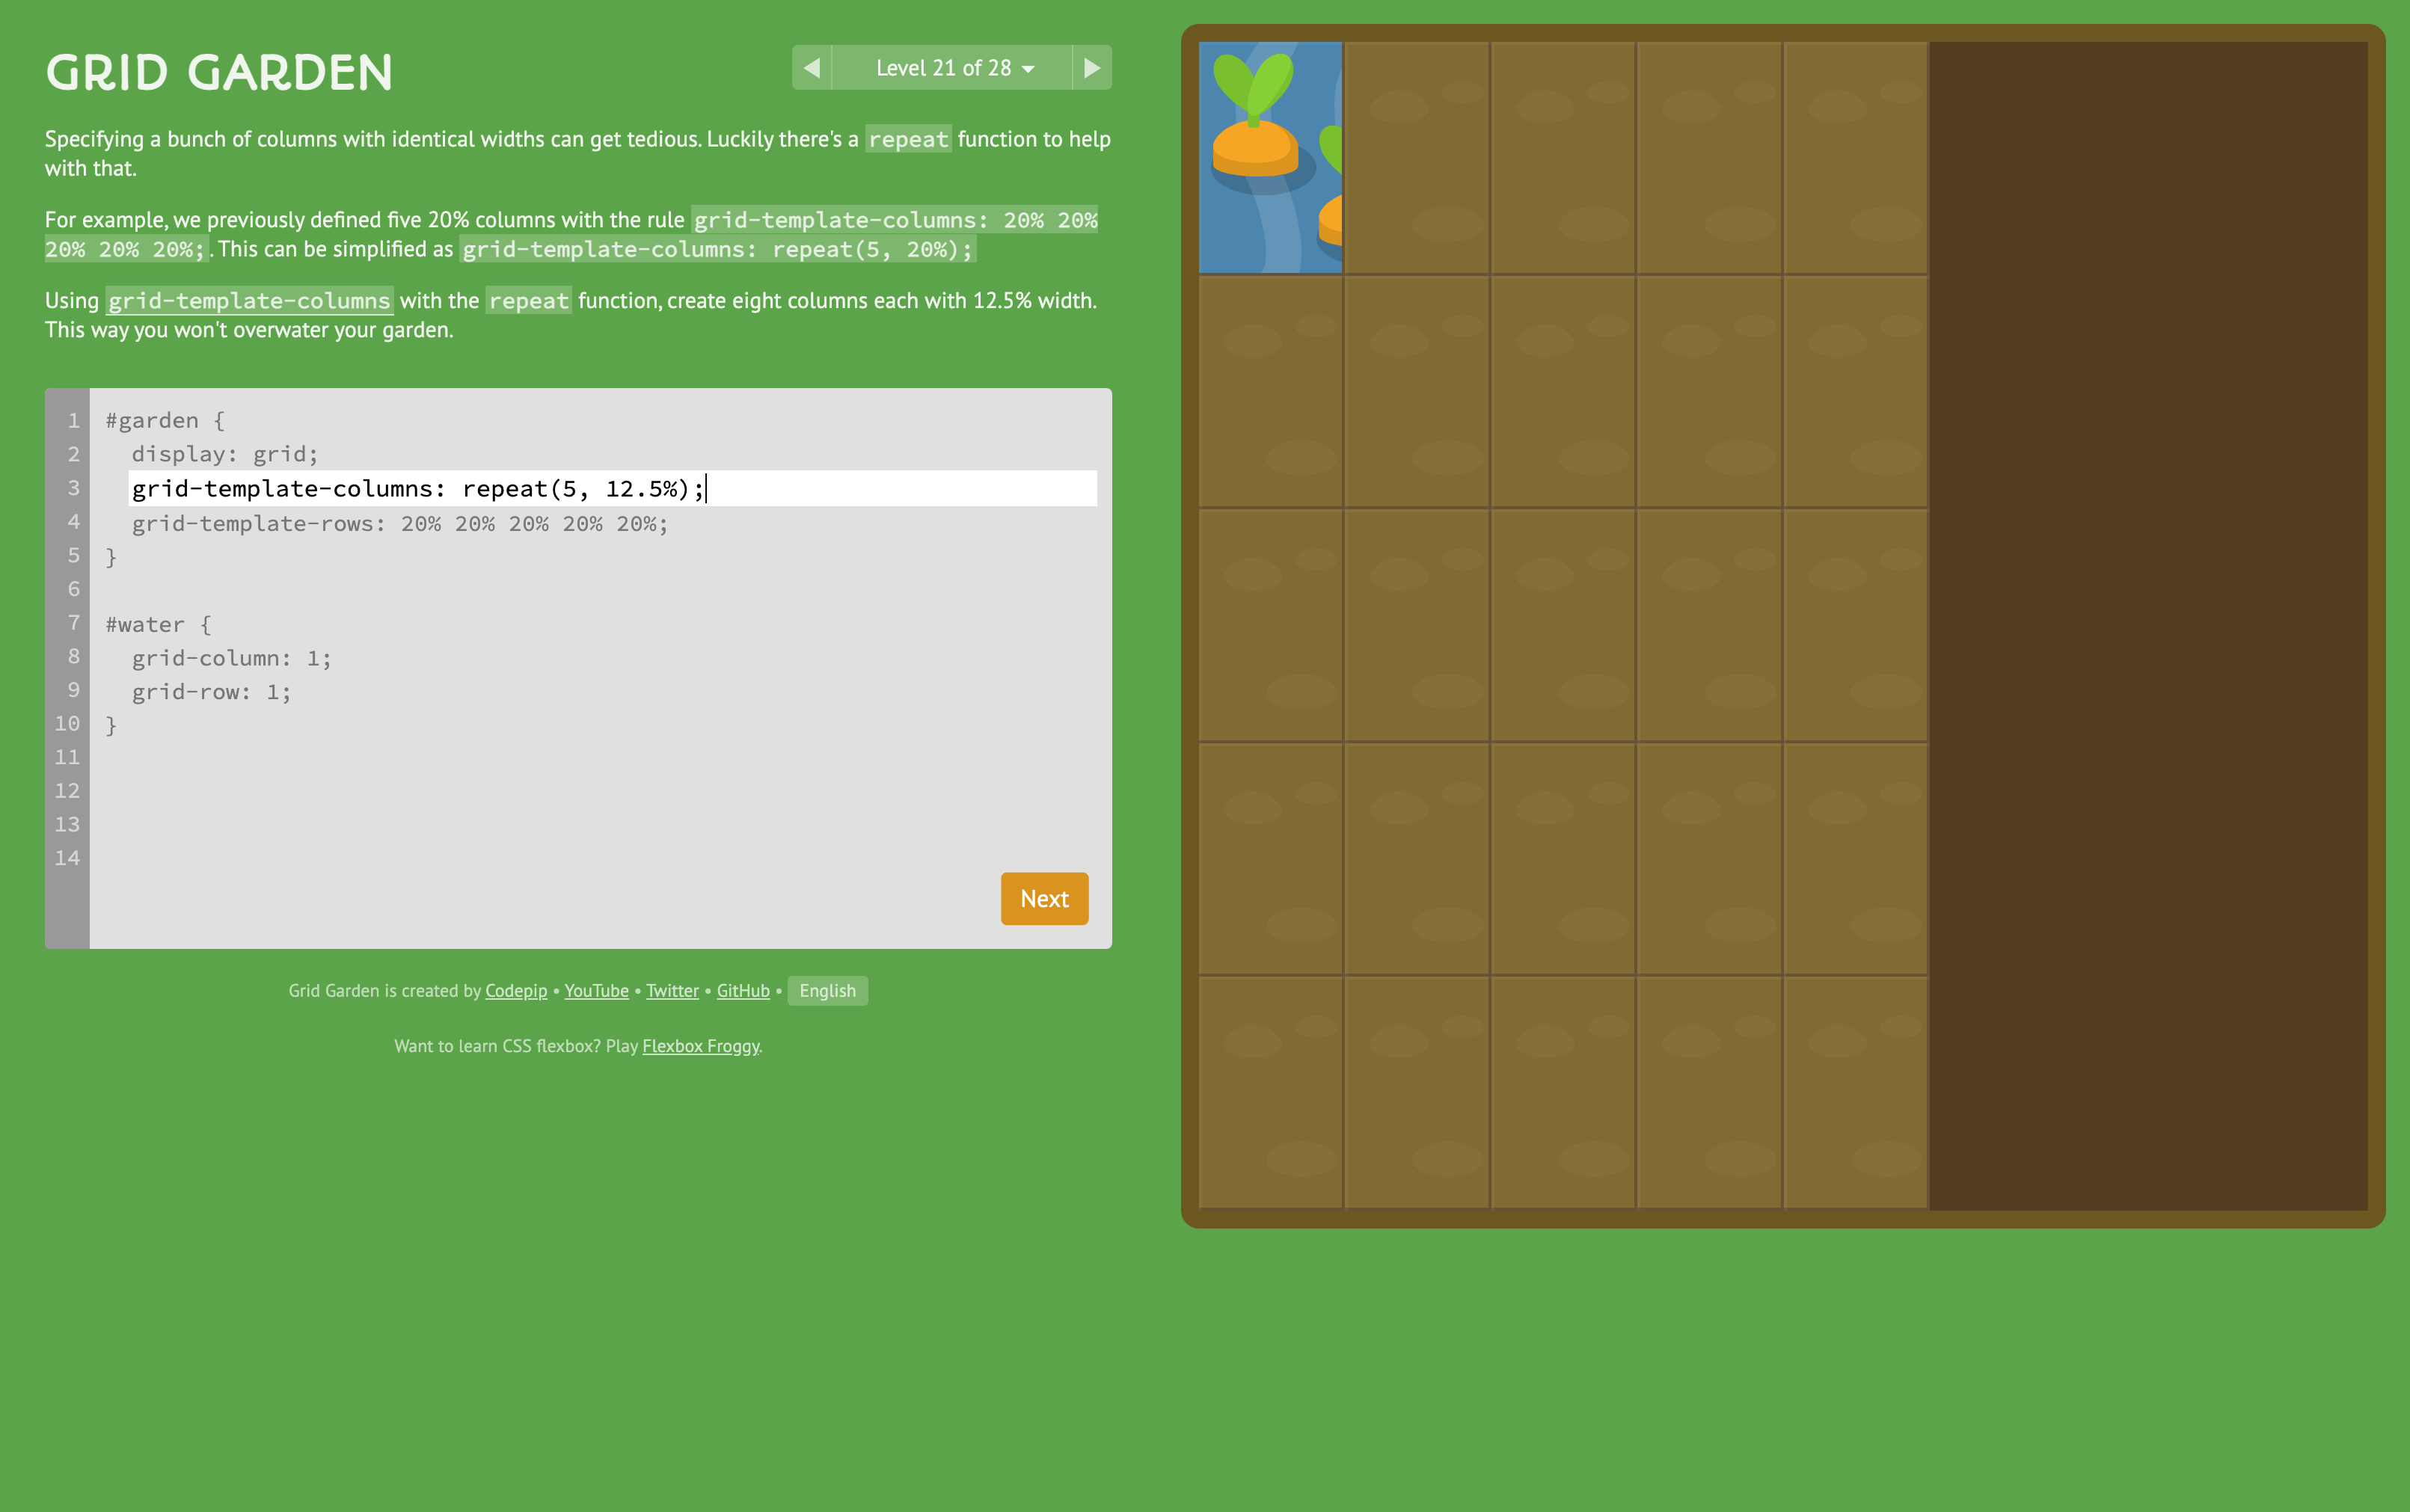 GRID GARDEN
Level 21 of 28
Specifying a bunch of columns with identical widths can get tedious. Luckily there's a repeat function to help
with that.
For example, we previously defined five 20% columns with the rule grid-template-columns: 20% 20%
20% 20% 20%;. This can be simplified as grid-template-columns: repeat(5, 20%);
Using grid-template-columns with the repeat function, create eight columns each with 12.5% width.
This way you won't overwater your garden.
1 #garden {
2 display: grid;
3 grid-template-columns: repeat(5, 12.5%);
4 grid-template-rows: 20% 20% 20% 20% 20%;
5 }
6
7 #water {
8 grid-column: 1;
9 grid-row: 1;
10 }
11
12
13
14
Next
Grid Garden is created by Codepip • YouTube • Twitter • GitHub • English
Want to learn CSS flexbox? Play Flexbox Froggy.